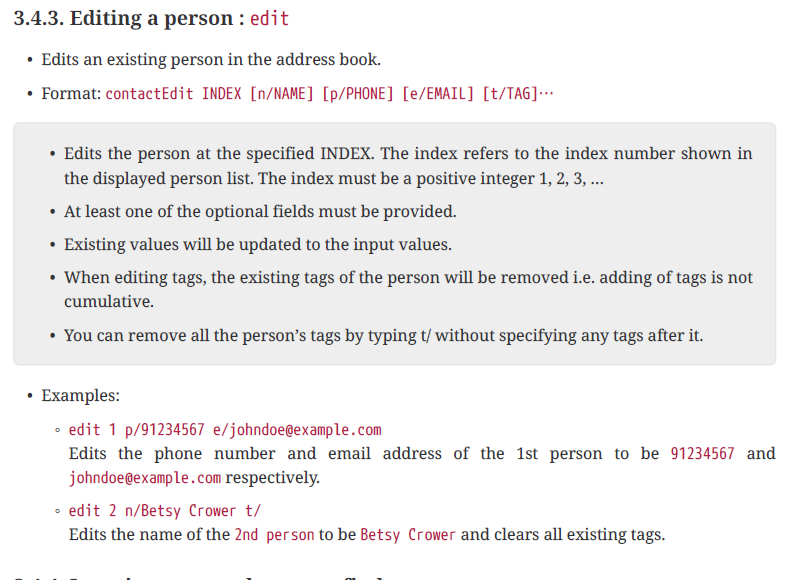 3.4.3. Editing a person : edit
• Edits an existing person in the address book.
• Format: contactEdit INDEX [n/NAME] [p/PHONE] [e/EMAIL] [t/TAG]…
• Edits the person at the specified INDEX. The index refers to the index number shown in
the displayed person list. The index must be a positive integer 1, 2, 3, …
• At least one of the optional fields must be provided.
• Existing values will be updated to the input values.
• When editing tags, the existing tags of the person will be removed i.e. adding of tags is not
cumulative.
• You can remove all the person’s tags by typing t/ without specifying any tags after it.
• Examples:
◦ edit 1 p/91234567 e/johndoe@example.com
Edits the phone number and email address of the 1st person to be 91234567 and
johndoe@example.com respectively.
◦ edit 2 n/Betsy Crower t/
Edits the name of the 2nd person to be Betsy Crower and clears all existing tags.